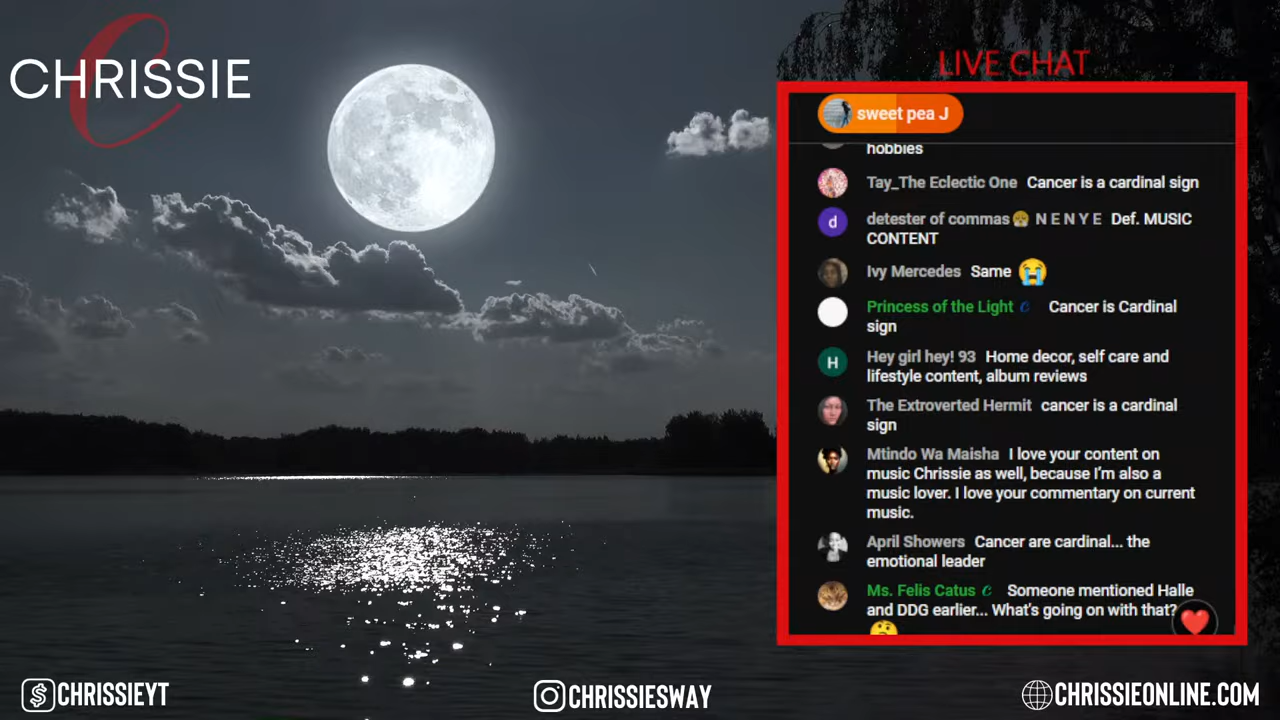 CHRISSIE
LIVE CHAT
sweet pea J
hobbies
Tay_The Eclectic One Cancer is a cardinal sign
d
detester of commas N E N Y E Def. MUSIC
CONTENT
Ivy Mercedes Same
Princess of the Light Cancer is Cardinal
sign
H
Hey girl hey! 93 Home decor, self care and
lifestyle content, album reviews
The Extroverted Hermit cancer is a cardinal
sign
Mtindo Wa Maisha I love your content on
music Chrissie as well, because I'm also a
music lover. I love your commentary on current
music.
April Showers Cancer are cardinal... the
emotional leader
Ms. Felis Catus Someone mentioned Halle
and DDG earlier... What's going on with that?
$ CHRISSIEYT
CHRISSIESWAY
CHRISSIEONLINE.COM